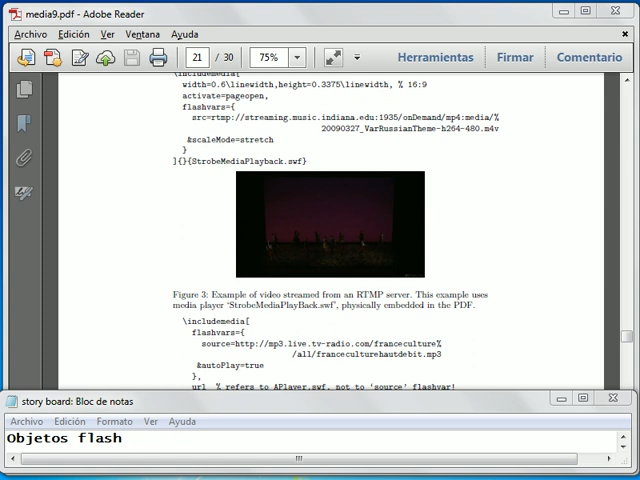 media9.pdf - Adobe Reader
Archivo Edición Ver Ventana Ayuda
21 / 30 75% Herramientas Firmar Comentario
\includemedia[
width=0.6\linewidth,height=0.3375\linewidth, % 16:9
activate=pageopen,
flashvars={
src=rtmp://streaming.music.indiana.edu:1935/onDemand/mp4:media/%
20090327_VarRussianTheme-h264-480.m4v
&scaleMode=stretch
}
]{}{StrobeMediaPlayback.swf}
Figure 3: Example of video streamed from an RTMP server. This example uses
media player ‘StrobeMediaPlayBack.swf’, physically embedded in the PDF.
\includemedia[
flashvars={
source=http://mp3.live.tv-radio.com/franceculture%
/all/franceculturehautdebit.mp3
&autoPlay=true
},
url % refers to APlayer.swf, not to 'source' flashvar!
story board: Bloc de notas
Archivo Edición Formato Ver Ayuda
Objetos flash